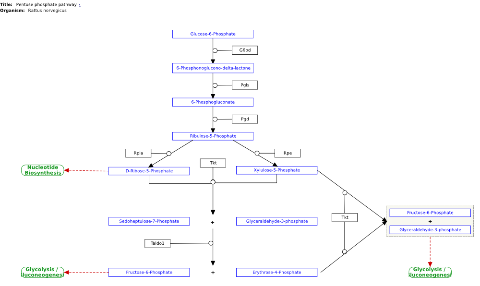 Title: Pentose phosphate pathway
Organism: Rattus norvegicus
Glucose-6-Phosphate
G6pd
6-Phosphoglucono-delta-lactone
Pgls
6-Phosphogluconate
Pgd
Ribulose-5-Phosphate
Rpia
Rpe
Tkt
Nucleotide
Biosynthesis
D-Ribose-5-Phosphate
Xylulose-5-Phosphate
Sedoheptulose-7-Phosphate
+
Glyceraldehyde-3-phosphate
Tkt
Fructose-6-Phosphate
+
Glyceraldehyde-3-phosphate
Taldo1
Glycolysis /
Gluconeogenesis
Fructose-6-Phosphate
+
Erythrose-4-Phosphate
Glycolysis /
Gluconeogenesis